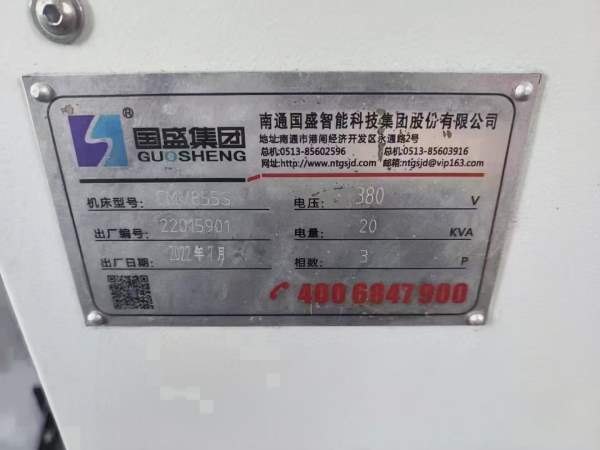 国盛集团®
GUOSHENG
南通国盛智能科技集团股份有限公司
地址:南通市港闸经济开发区永通路2号
总机:0513-85602596 总机:0513-85603916
网址:http://www.ntgsjd.com 邮箱:ntgsjd@vip163.com
机床型号: CMV855S 电压: 380 V
出厂编号: 22015901 电量: 20 KVA
出厂日期: 2022年7月 相数: 3 P
400 6847900